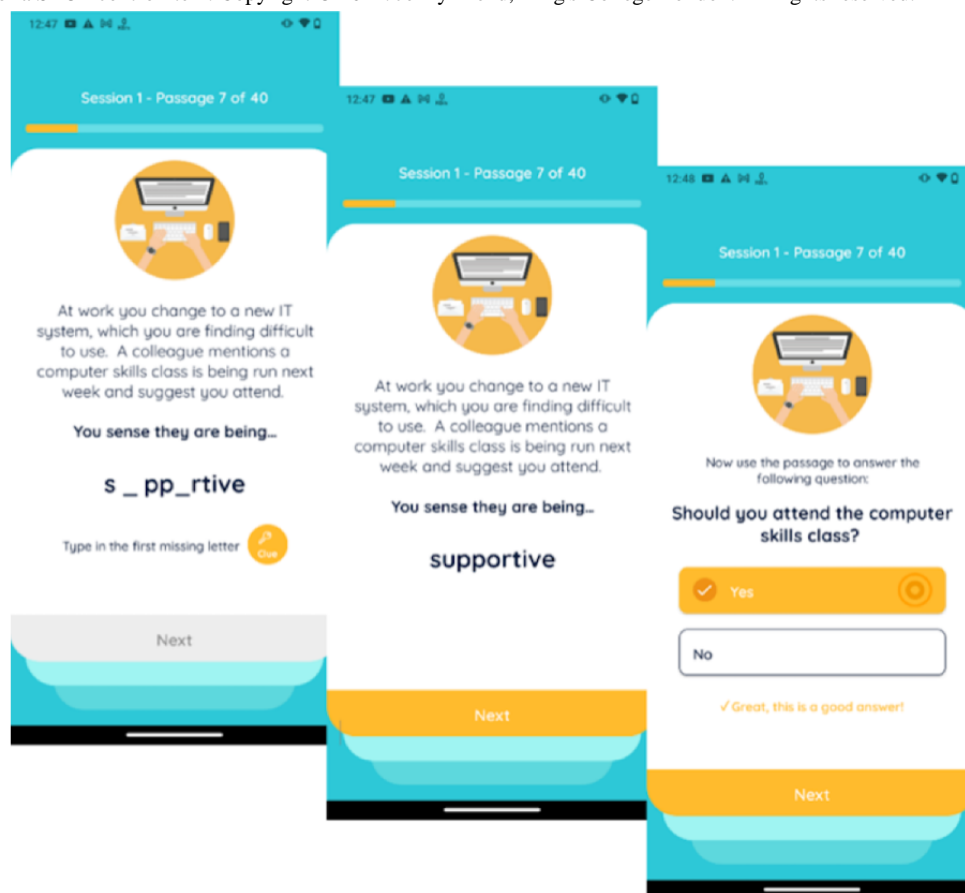 12:47
Session 1 - Passage 7 of 40
At work you change to a new IT
system, which you are finding difficult
to use. A colleague mentions a
computer skills class is being run next
week and suggest you attend.
You sense they are being...
s _ pp_rtive
Type in the first missing letter
Clue
Next
12:47
Session 1 - Passage 7 of 40
At work you change to a new IT
system, which you are finding difficult
to use. A colleague mentions a
computer skills class is being run next
week and suggest you attend.
You sense they are being...
supportive
Next
12:48
Session 1 - Passage 7 of 40
Now use the passage to answer the
following question:
Should you attend the computer
skills class?
Yes
No
✓Great, this is a good answer!
Next